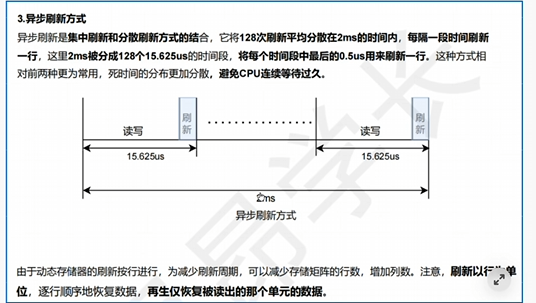 3.异步刷新方式
异步刷新是集中刷新和分散刷新方式的结合，它将128次刷新平均分散在2ms的时间内，每隔一段时间刷新
一行，这里2ms被分成128个15.625us的时间段，将每个时间段中最后的0.5us用来刷新一行。这种方式相
对前两种更为常用，死时间的分布更加分散，避免CPU连续等待过久。
读写
刷新
读写
刷新
15.625us
15.625us
2ms
异步刷新方式
由于动态存储器的刷新按行进行，为减少刷新周期，可以减少存储矩阵的行数，增加列数。注意，刷新以行为单
位，逐行顺序地恢复数据，再生仅恢复被读出的那个单元的数据。
易学长